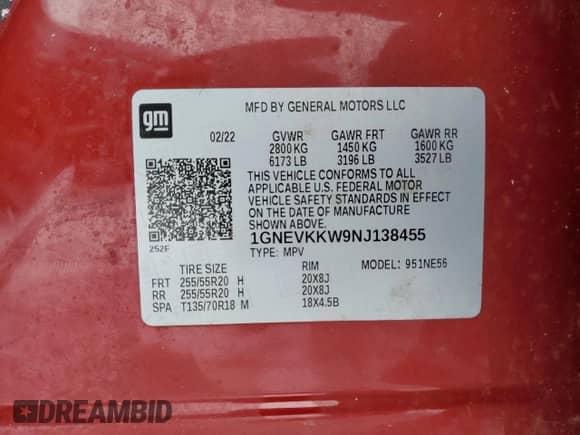 gm
MFD BY GENERAL MOTORS LLC
02/22 GVWR GAWR FRT GAWR RR
2800 KG 1450 KG 1600 KG
6173 LB 3196 LB 3527 LB
THIS VEHICLE CONFORMS TO ALL
APPLICABLE U.S. FEDERAL MOTOR
VEHICLE SAFETY STANDARDS IN EFFECT
ON THE DATE OF MANUFACTURE
SHOWN ABOVE.
1GNEVKKW9NJ138455
252F
TYPE: MPV
TIRE SIZE RIM MODEL: 951NE56
FRT 255/55R20 H 20X8J
RR 255/55R20 H 20X8J
SPA T135/70R18 M 18X4.5B
DREAMBID